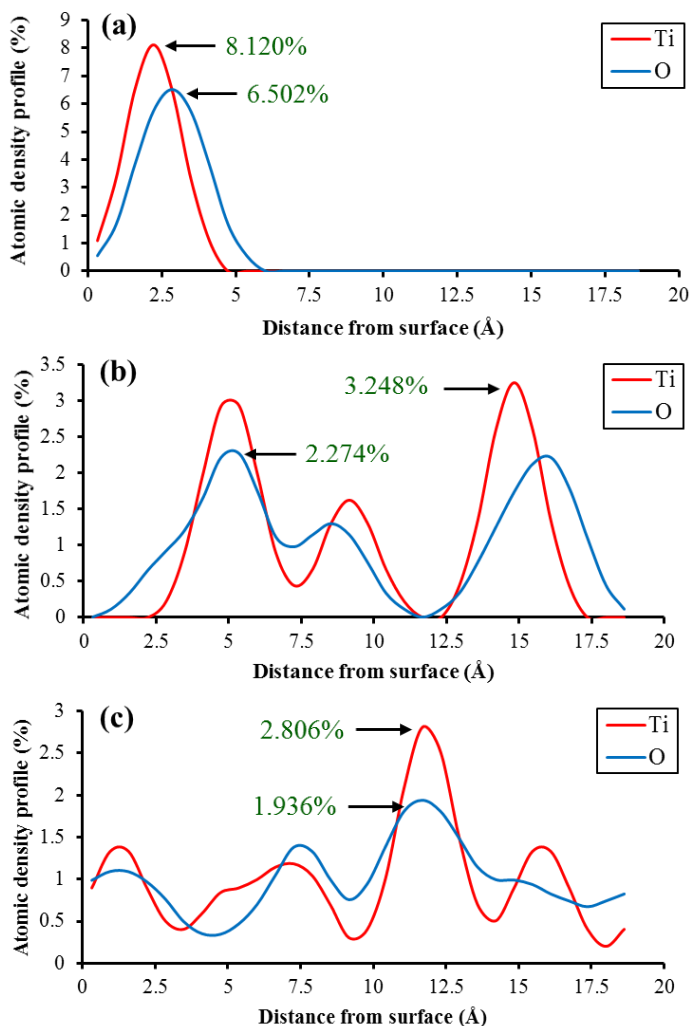 (a)
Atomic density profile (%)
9
8
7
6
5
4
3
2
1
0
8.120%
6.502%
Ti
O
0 2.5 5 7.5 10 12.5 15 17.5 20
Distance from surface (Å)
(b)
Atomic density profile (%)
3.5
3
2.5
2
1.5
1
0.5
0
3.248%
2.274%
Ti
O
0 2.5 5 7.5 10 12.5 15 17.5 20
Distance from surface (Å)
(c)
Atomic density profile (%)
3
2.5
2
1.5
1
0.5
0
2.806%
1.936%
Ti
O
0 2.5 5 7.5 10 12.5 15 17.5 20
Distance from surface (Å)